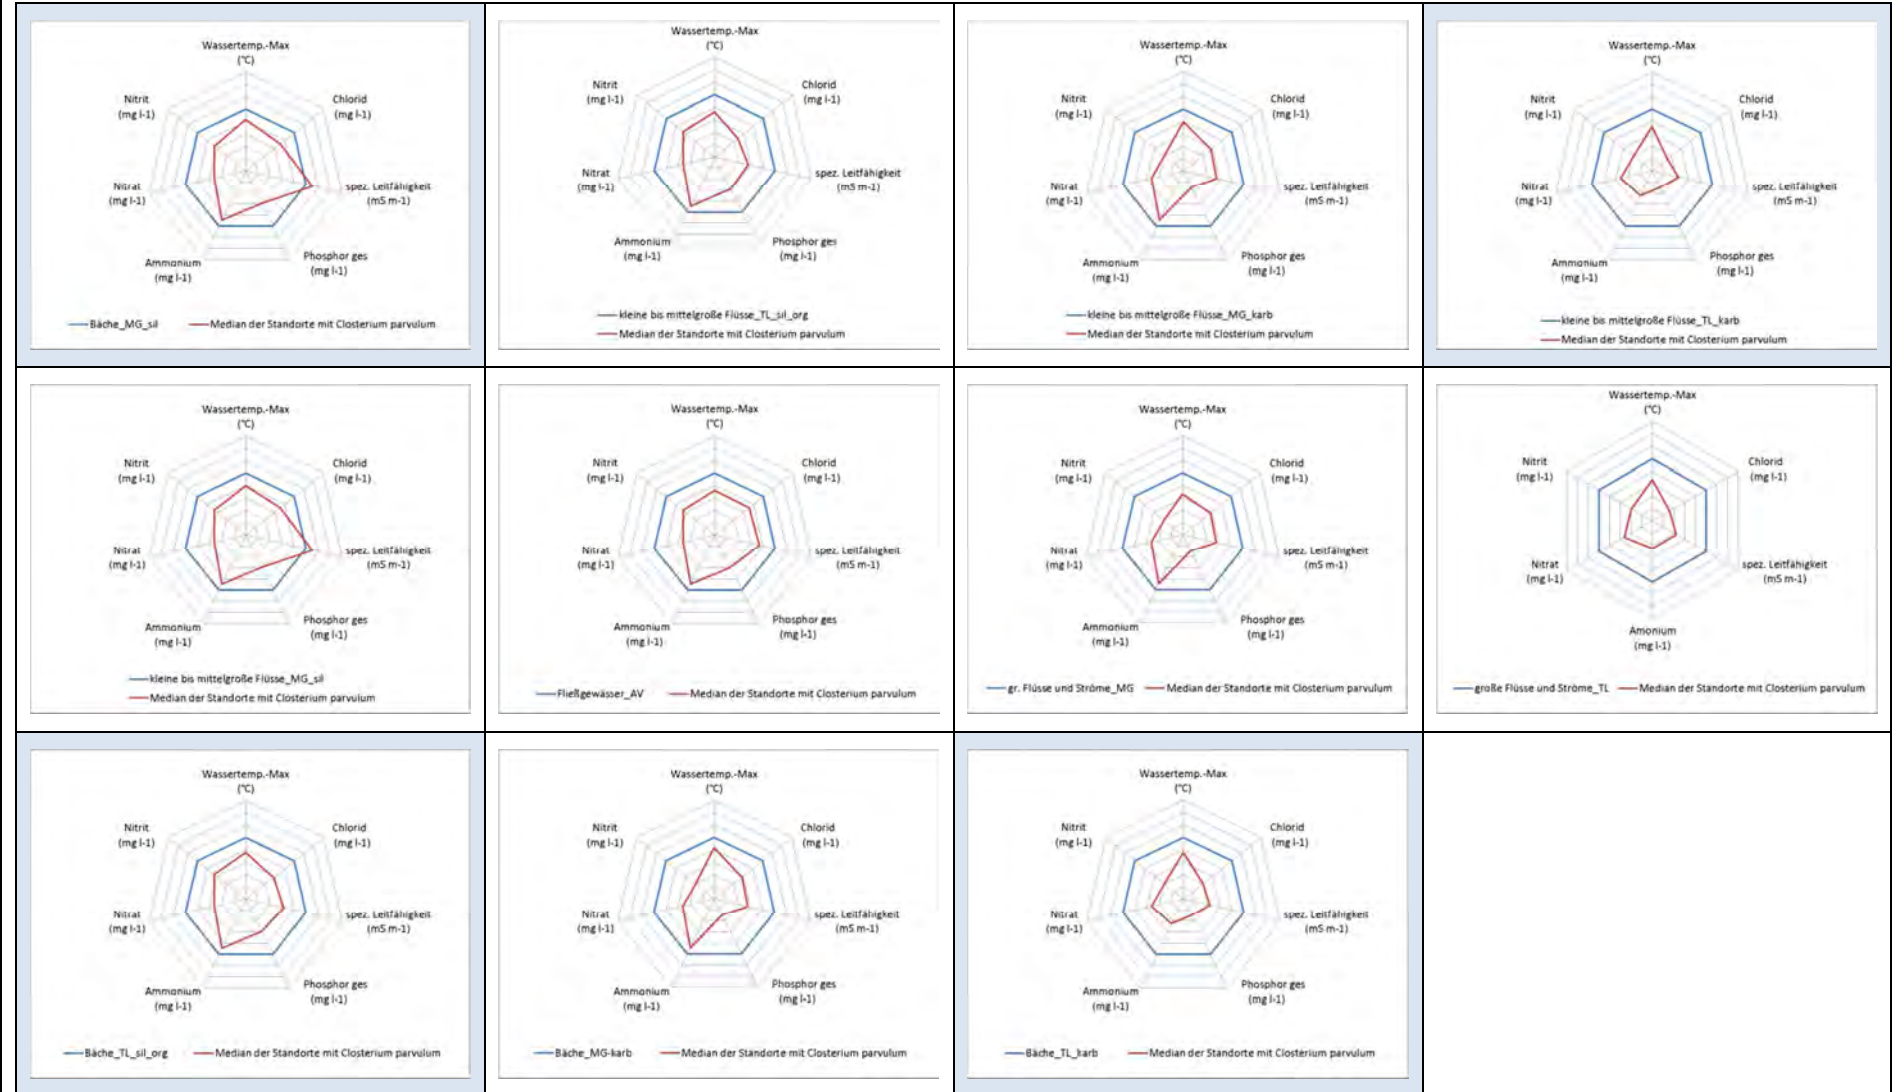 Wassertemp.-Max
(°C)
Chlorid
(mg l-1)
spez. Leitfähigkeit
(mS m-1)
Phosphor ges
(mg l-1)
Ammonium
(mg l-1)
Nitrat
(mg l-1)
Nitrit
(mg l-1)
Bäche_MG_sil
Median der Standorte mit Closterium parvulum
Wassertemp.-Max
(°C)
Chlorid
(mg l-1)
spez. Leitfähigkeit
(mS m-1)
Phosphor ges
(mg l-1)
Ammonium
(mg l-1)
Nitrat
(mg l-1)
Nitrit
(mg l-1)
kleine bis mittelgroße Flüsse_TL_sil_org
Median der Standorte mit Closterium parvulum
Wassertemp.-Max
(°C)
Chlorid
(mg l-1)
spez. Leitfähigkeit
(mS m-1)
Phosphor ges
(mg l-1)
Ammonium
(mg l-1)
Nitrat
(mg l-1)
Nitrit
(mg l-1)
kleine bis mittelgroße Flüsse_MG_karb
Median der Standorte mit Closterium parvulum
Wassertemp.-Max
(°C)
Chlorid
(mg l-1)
spez. Leitfähigkeit
(mS m-1)
Phosphor ges
(mg l-1)
Ammonium
(mg l-1)
Nitrat
(mg l-1)
Nitrit
(mg l-1)
kleine bis mittelgroße Flüsse_TL_karb
Median der Standorte mit Closterium parvulum
Wassertemp.-Max
(°C)
Chlorid
(mg l-1)
spez. Leitfähigkeit
(mS m-1)
Phosphor ges
(mg l-1)
Ammonium
(mg l-1)
Nitrat
(mg l-1)
Nitrit
(mg l-1)
kleine bis mittelgroße Flüsse_MG_sil
Median der Standorte mit Closterium parvulum
Wassertemp.-Max
(°C)
Chlorid
(mg l-1)
spez. Leitfähigkeit
(mS m-1)
Phosphor ges
(mg l-1)
Ammonium
(mg l-1)
Nitrat
(mg l-1)
Nitrit
(mg l-1)
Fließgewässer_AV
Median der Standorte mit Closterium parvulum
Wassertemp.-Max
(°C)
Chlorid
(mg l-1)
spez. Leitfähigkeit
(mS m-1)
Phosphor ges
(mg l-1)
Ammonium
(mg l-1)
Nitrat
(mg l-1)
Nitrit
(mg l-1)
gr. Flüsse und Ströme_MG
Median der Standorte mit Closterium parvulum
Wassertemp.-Max
(°C)
Chlorid
(mg l-1)
spez. Leitfähigkeit
(mS m-1)
Amonium
(mg l-1)
Nitrat
(mg l-1)
Nitrit
(mg l-1)
große Flüsse und Ströme_TL
Median der Standorte mit Closterium parvulum
Wassertemp.-Max
(°C)
Chlorid
(mg l-1)
spez. Leitfähigkeit
(mS m-1)
Phosphor ges
(mg l-1)
Ammonium
(mg l-1)
Nitrat
(mg l-1)
Nitrit
(mg l-1)
Bäche_TL_sil_org
Median der Standorte mit Closterium parvulum
Wassertemp.-Max
(°C)
Chlorid
(mg l-1)
spez. Leitfähigkeit
(mS m-1)
Phosphor ges
(mg l-1)
Ammonium
(mg l-1)
Nitrat
(mg l-1)
Nitrit
(mg l-1)
Bäche_MG-karb
Median der Standorte mit Closterium parvulum
Wassertemp.-Max
(°C)
Chlorid
(mg l-1)
spez. Leitfähigkeit
(mS m-1)
Phosphor ges
(mg l-1)
Ammonium
(mg l-1)
Nitrat
(mg l-1)
Nitrit
(mg l-1)
Bäche_TL_karb
Median der Standorte mit Closterium parvulum